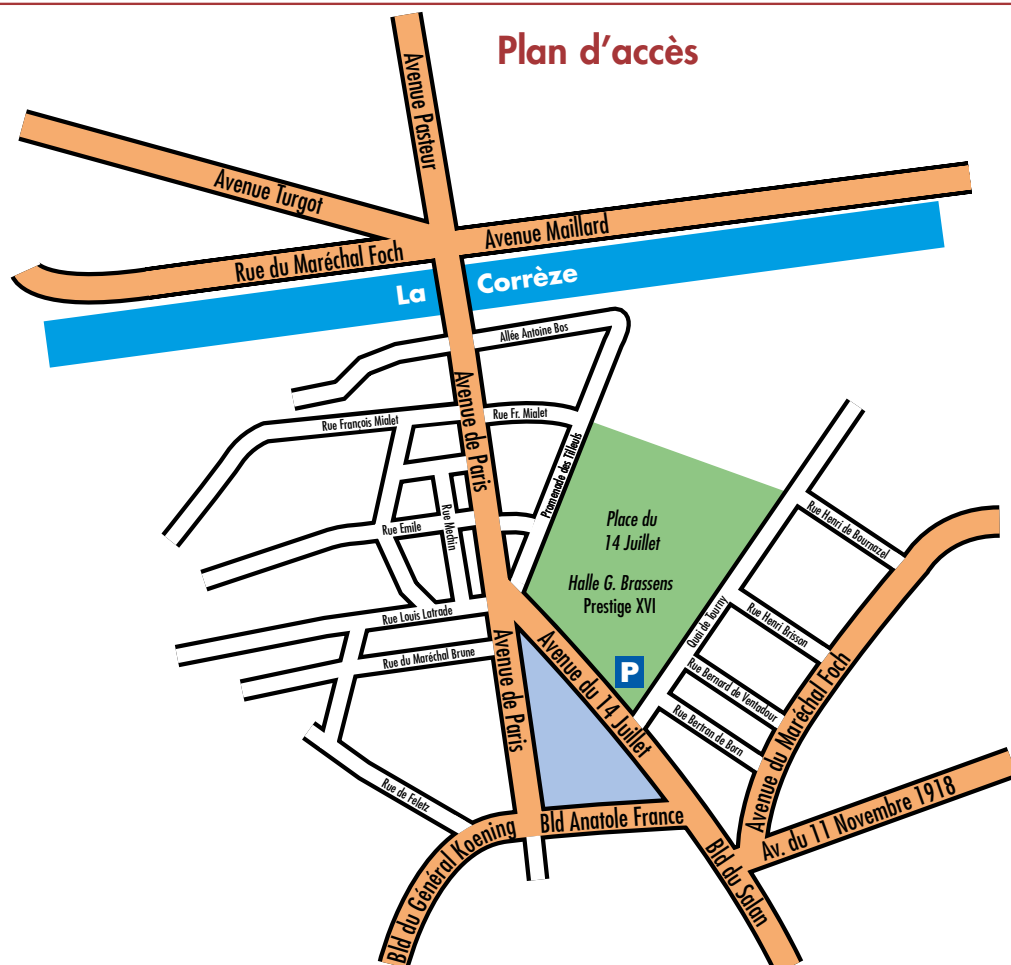 Plan d'accès
Avenue Pasteur
Avenue Turgot
Avenue Maillard
Rue du Maréchal Foch
La Corrèze
Allée Antoine Bos
Avenue de Paris
Rue François Mialet
Rue Fr. Mialet
Promenade des Tilleuls
Rue Emile
Rue Mechin
Place du
14 Juillet
Halle G. Brassens
Prestige XVI
P
Rue Henri de Bournazel
Rue Henri Brisson
Quai de Tourny
Rue Bernard de Ventadour
Rue Bertran de Born
Rue Louis Latrade
Rue du Maréchal Brune
Avenue de Paris
Avenue du 14 Juillet
Avenue du Maréchal Foch
Rue de Feletz
Bld du Général Koening
Bld Anatole France
Bld du Salan
Av. du 11 Novembre 1918